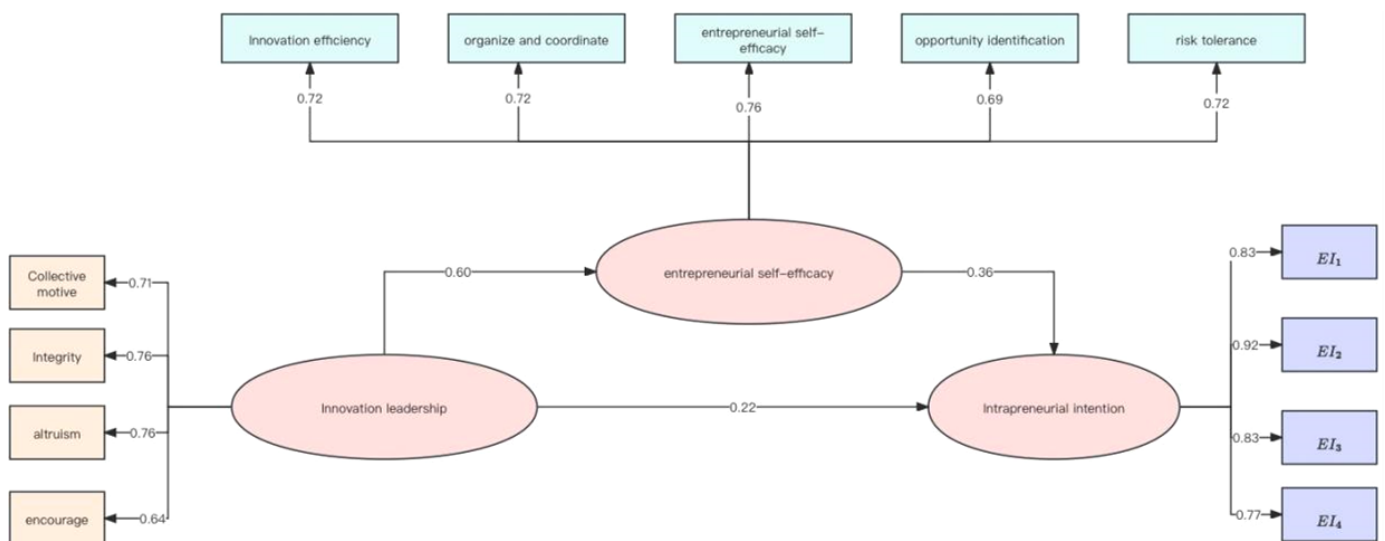 Innovation efficiency
organize and coordinate
entrepreneurial self-
efficacy
opportunity identification
risk tolerance
0.72
0.72
0.76
0.69
0.72
entrepreneurial self-efficacy
0.60
0.36
Collective
motive
0.71
Integrity
0.76
altruism
0.76
encourage
0.64
Innovation leadership
0.22
Intrapreneurial intention
0.83
EI₁
0.92
EI₂
0.83
EI₃
0.77
EI₄